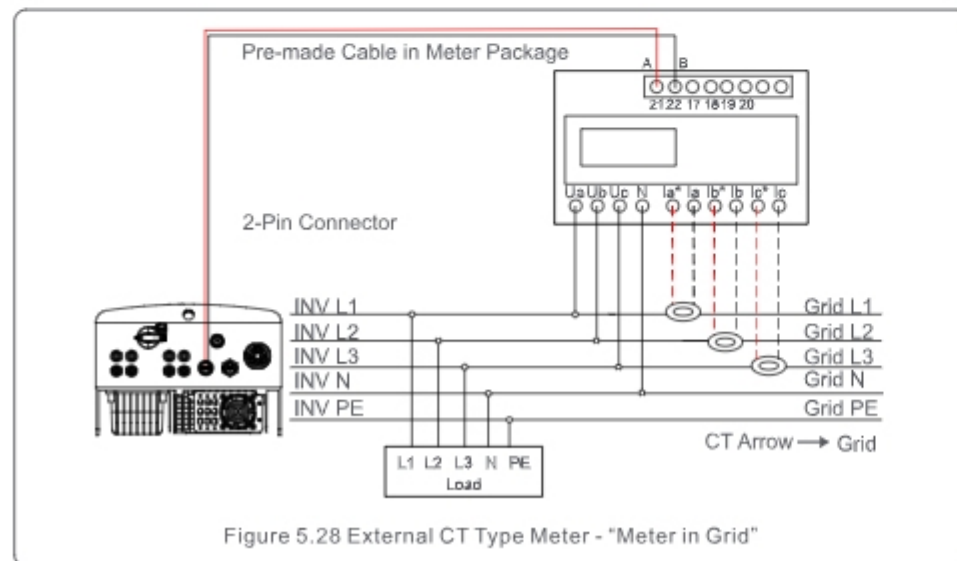 Pre-made Cable in Meter Package
A B
21 22 17 18 19 20
Ua Ub Uc N Ia* Ia Ib* Ib Ic* Ic
2-Pin Connector
INV L1 Grid L1
INV L2 Grid L2
INV L3 Grid L3
INV N Grid N
INV PE Grid PE
CT Arrow → Grid
L1 L2 L3 N PE
Load
Figure 5.28 External CT Type Meter - "Meter in Grid"